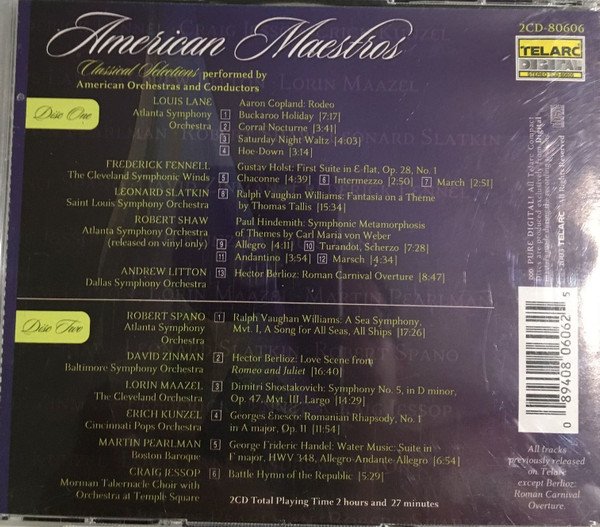 American Maestros
2CD-80606
TELARC
DIGITAL
Classical Selections performed by
American Orchestras and Conductors
LORIN MAAZEL
Disc One
LOUIS LANE
Atlanta Symphony
Orchestra
Aaron Copland: Rodeo
1 Buckaroo Holiday [7:17]
2 Corral Nocturne [3:41]
3 Saturday Night Waltz [4:03]
4 Hoe-Down [3:14]
FREDERICK FENNELL
The Cleveland Symphonic Winds
Gustav Holst: First Suite in E-flat, Op. 28, No. 1
5 Chaconne [4:39] 6 Intermezzo [2:50] 7 March [2:51]
LEONARD SLATKIN
Saint Louis Symphony Orchestra
8 Ralph Vaughan Williams: Fantasia on a Theme
by Thomas Tallis [15:34]
ROBERT SHAW
Atlanta Symphony Orchestra
(released on vinyl only)
Paul Hindemith: Symphonic Metamorphosis
of Themes by Carl Maria von Weber
9 Allegro [4:11] 10 Turandot, Scherzo [7:28]
11 Andantino [3:54] 12 Marsch [4:34]
ANDREW LITTON
Dallas Symphony Orchestra
13 Hector Berlioz: Roman Carnival Overture [8:47]
Disc Two
ROBERT SPANO
Atlanta Symphony
Orchestra
1 Ralph Vaughan Williams: A Sea Symphony,
Mvt. I, A Song for All Seas, All Ships [17:26]
DAVID ZINMAN
Baltimore Symphony Orchestra
2 Hector Berlioz: Love Scene from
Romeo and Juliet [16:40]
LORIN MAAZEL
The Cleveland Orchestra
3 Dimitri Shostakovich: Symphony No. 5, in D minor,
Op. 47, Mvt. III, Largo [14:29]
ERICH KUNZEL
Cincinnati Pops Orchestra
4 Georges Enesco: Romanian Rhapsody, No. 1
in A major, Op. 11 [11:54]
MARTIN PEARLMAN
Boston Baroque
5 George Frideric Handel: Water Music: Suite in
F major, HWV 348, Allegro-Andante-Allegro [6:54]
CRAIG JESSOP
Mormon Tabernacle Choir with
Orchestra at Temple Square
6 Battle Hymn of the Republic [5:29]
2CD Total Playing Time 2 hours and 27 minutes
0 89408 06062 5
All tracks
previously released
on Telarc
except Berlioz:
Roman Carnival
Overture.